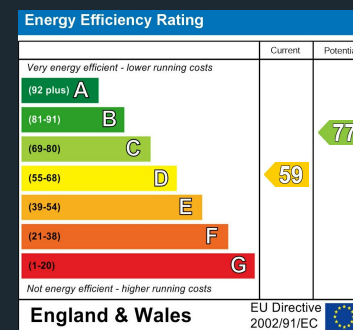 Energy Efficiency Rating
Current Potentia
Very energy efficient - lower running costs
(92 plus) A
(81-91) B
(69-80) C
(55-68) D
(39-54) E
(21-38) F
(1-20) G
59
77
Not energy efficient - higher running costs
England & Wales
EU Directive
2002/91/EC